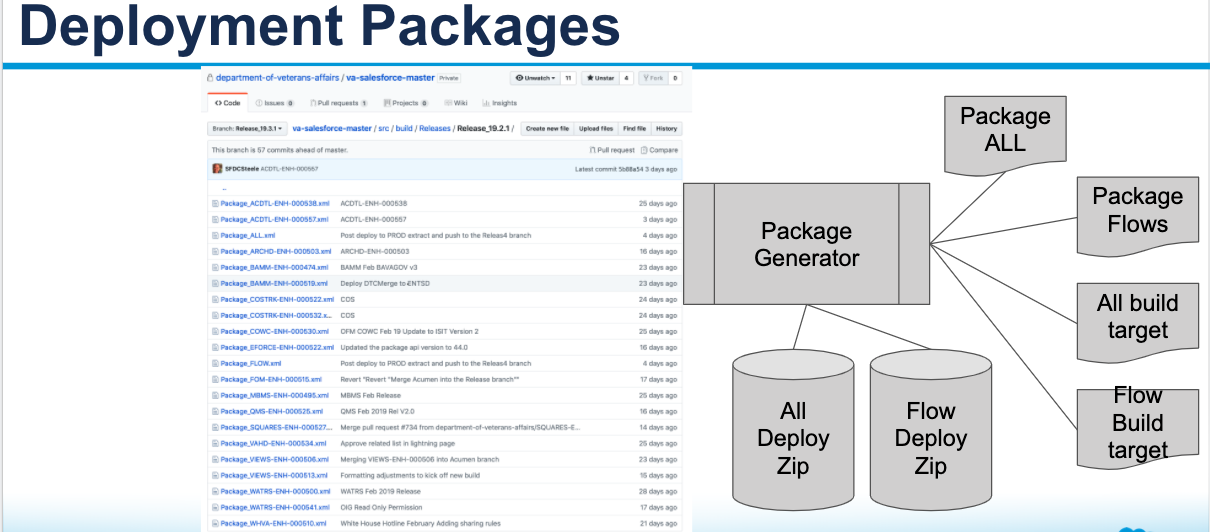 Deployment Packages
department-of-veterans-affairs / va-salesforce-master Private
Unwatch 11 Unstar 4 Fork 0
Code Issues 0 Pull requests 1 Projects 0 Wiki Insights
Branch: Release_19.3.1 va-salesforce-master / src / build / Releases / Release_19.2.1 / Create new file Upload files Find file History
This branch is 57 commits ahead of master. Pull request Compare
SFDCSteele ACDTL-ENH-000557 Latest commit 5b88a54 3 days ago
..
Package_ACDTL-ENH-000538.xml ACDTL-ENH-000538 25 days ago
Package_ACDTL-ENH-000557.xml ACDTL-ENH-000557 3 days ago
Package_ALL.xml Post deploy to PROD extract and push to the Releas4 branch 4 days ago
Package_ARCHD-ENH-000503.xml ARCHD-ENH-000503 16 days ago
Package_BAMM-ENH-000474.xml BAMM Feb BAVAGOV v3 23 days ago
Package_BAMM-ENH-000519.xml Deploy DTCMerge to ENTSD 23 days ago
Package_COSTRK-ENH-000522.xml COS 24 days ago
Package_COSTRK-ENH-000532.x... COS 24 days ago
Package_COWC-ENH-000530.xml OFM COWC Feb 19 Update to ISIT Version 2 25 days ago
Package_EFORCE-ENH-000522.xml Updated the package api version to 44.0 16 days ago
Package_FLOW.xml Post deploy to PROD extract and push to the Releas4 branch 4 days ago
Package_FOM-ENH-000515.xml Revert "Revert "Merge Acumen into the Release branch"" 17 days ago
Package_MBMS-ENH-000495.xml MBMS Feb Release 25 days ago
Package_QMS-ENH-000525.xml QMS Feb 2019 Rel V2.0 16 days ago
Package_SQUARES-ENH-000527.... Merge pull request #734 from department-of-veterans-affairs/SQUARES-E... 14 days ago
Package_VAHD-ENH-000534.xml Approve related list in lightning page 25 days ago
Package_VIEWS-ENH-000506.xml Merging VIEWS-ENH-000506 into Acumen branch 23 days ago
Package_VIEWS-ENH-000513.xml Formatting adjustments to kick off new build 15 days ago
Package_WATRS-ENH-000500.xml WATRS Feb 2019 Release 28 days ago
Package_WATRS-ENH-000541.xml OIG Read Only Permission 17 days ago
Package_WHVA-ENH-000510.xml White House Hotline February Adding sharing rules 21 days ago
Package
Generator
Package
ALL
Package
Flows
All build
target
Flow
Build
target
All
Deploy
Zip
Flow
Deploy
Zip